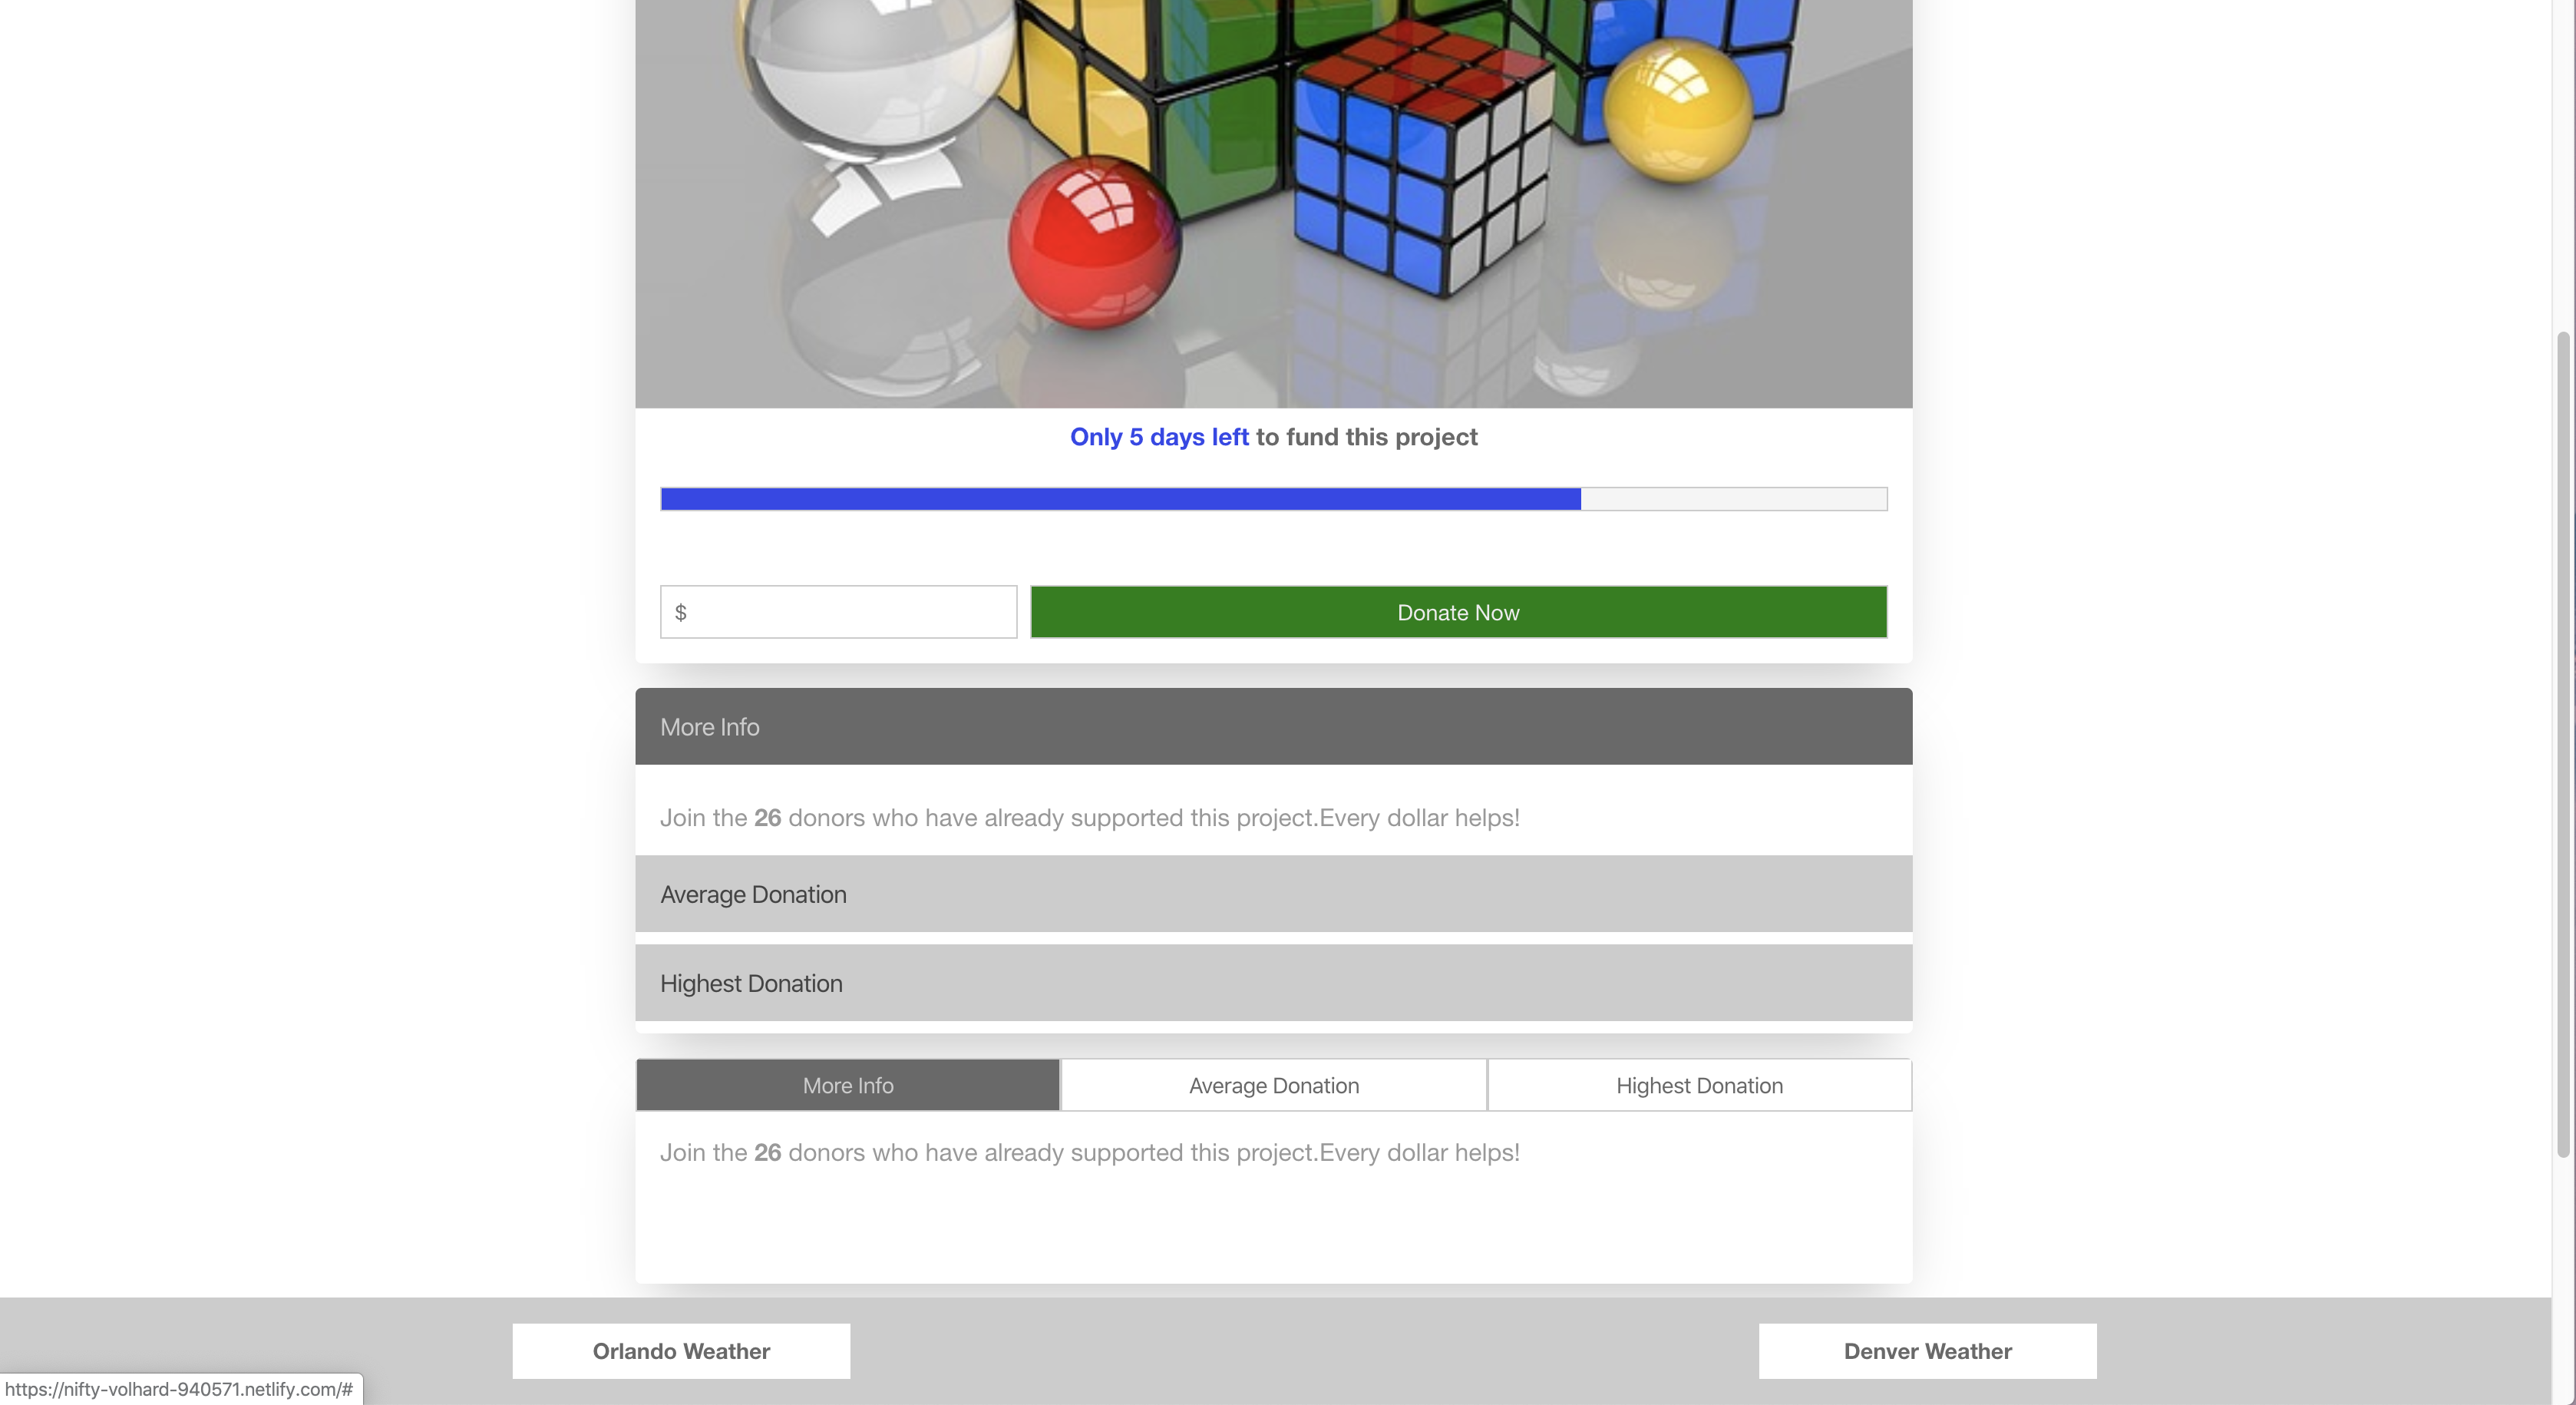 Only 5 days left to fund this project
$
Donate Now
More Info
Join the 26 donors who have already supported this project.Every dollar helps!
Average Donation
Highest Donation
More Info
Average Donation
Highest Donation
Join the 26 donors who have already supported this project.Every dollar helps!
Orlando Weather
Denver Weather
https://nifty-volhard-940571.netlify.com/#